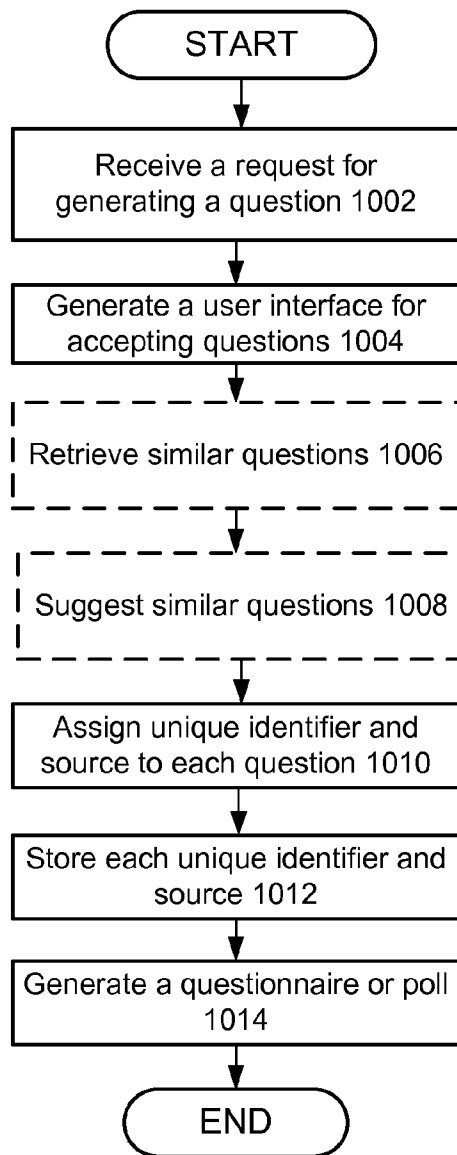 START
Receive a request for
generating a question 1002
Generate a user interface for
accepting questions 1004
Retrieve similar questions 1006
Suggest similar questions 1008
Assign unique identifier and
source to each question 1010
Store each unique identifier and
source 1012
Generate a questionnaire or poll
1014
END